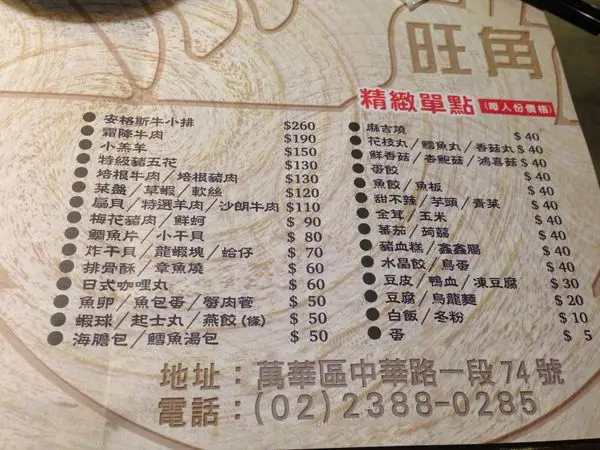 旺角
精緻單點(每人份價格)
安格斯牛小排 $260
霜降牛肉 $190
小羔羊 $150
特級豬五花 $150
培根牛肉/培根豬肉 $130
菜盤/草蝦/軟絲 $120
扇貝/特選羊肉/沙朗牛肉 $110
梅花豬肉/鮮蚵 $ 90
鯛魚片/小干貝 $ 80
炸干貝/龍蝦塊/蛤仔 $ 70
排骨酥/章魚燒 $ 60
日式咖哩丸 $ 60
魚卵/魚包蛋/蟹肉管 $ 50
蝦球/起士丸/燕餃(條) $ 50
海膽包/鱈魚湯包 $ 50
麻吉燒 $ 40
花枝丸/鱈魚丸/香菇丸 $ 40
鮮香菇/杏鮑菇/鴻喜菇 $ 40
蛋餃 $ 40
魚餃/魚板 $ 40
甜不辣/芋頭/青菜 $ 40
金茸/玉米 $ 40
蕃茄/蒟蒻 $ 40
豬血糕/鑫鑫腸 $ 40
水晶餃/鳥蛋 $ 40
豆皮/鴨血/凍豆腐 $ 30
豆腐/烏龍麵 $ 20
白飯/冬粉 $ 10
蛋 $ 5
地址：萬華區中華路一段74號
電話：(02)2388-0285